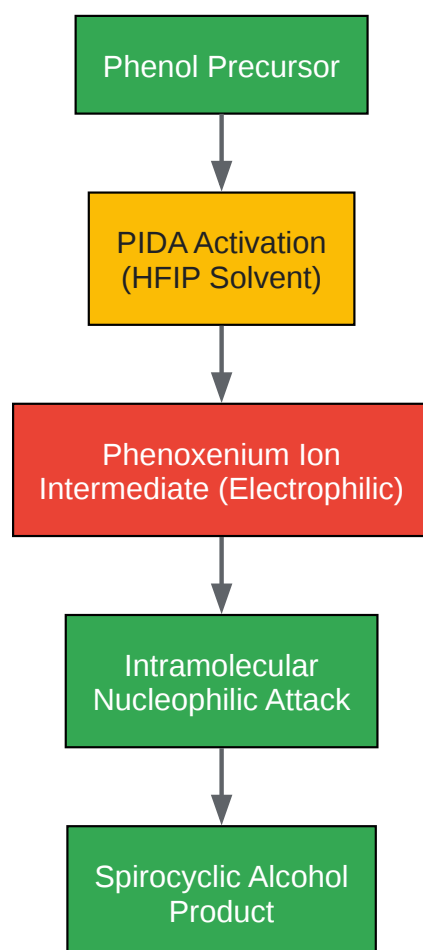 Phenol Precursor
PIDA Activation
(HFIP Solvent)
Phenoxenium Ion
Intermediate (Electrophilic)
Intramolecular
Nucleophilic Attack
Spirocyclic Alcohol
Product